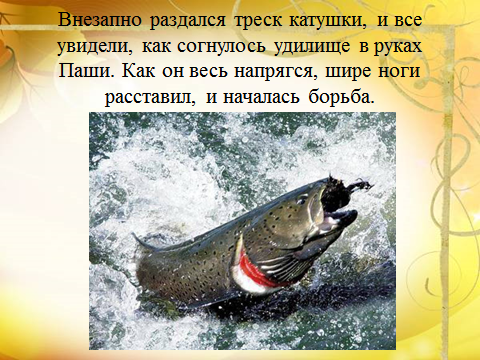 Внезапно раздался треск катушки, и все
увидели, как согнулось удилище в руках
Паши. Как он весь напрягся, шире ноги
расставил, и началась борьба.